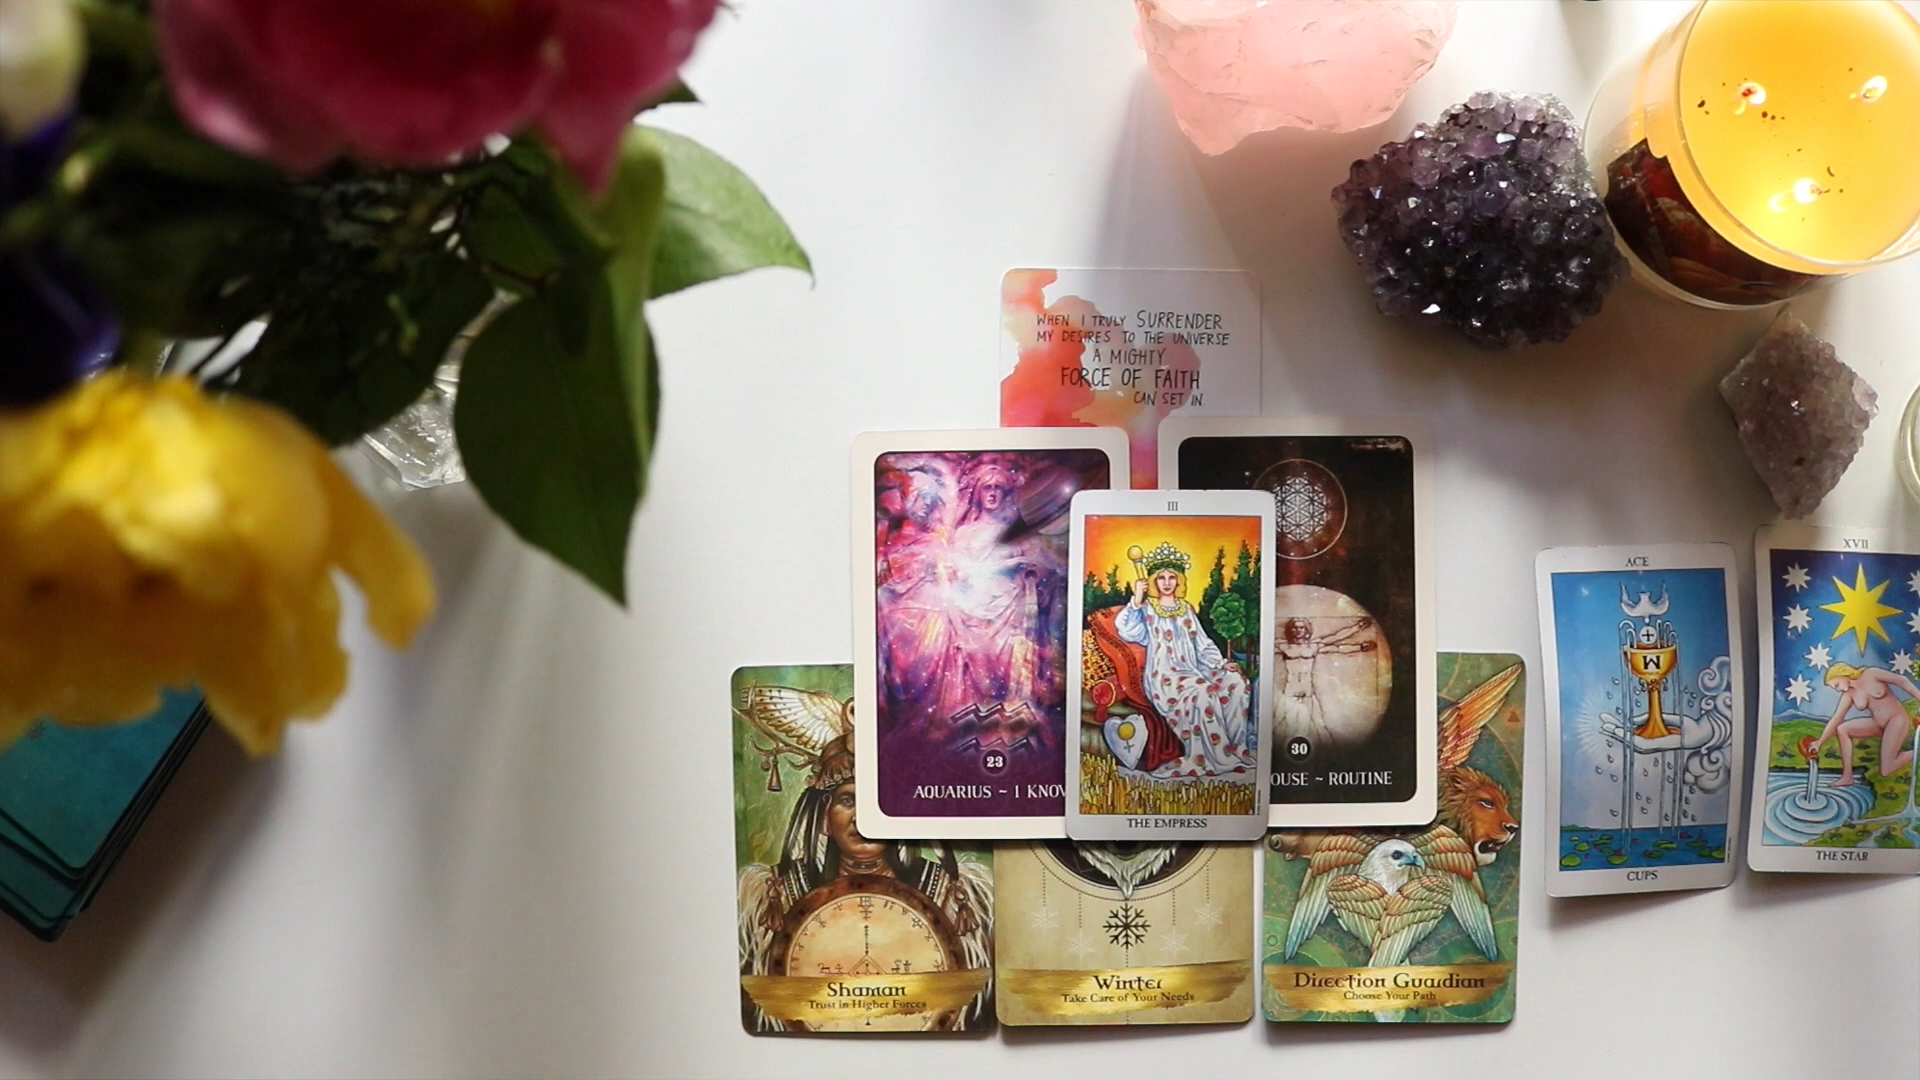 WHEN I TRULY SURRENDER
MY DESIRES TO THE UNIVERSE
A MIGHTY
FORCE OF FAITH
CAN SET IN.
23
AQUARIUS ~ I KNOW
III
THE EMPRESS
30
OUSE ~ ROUTINE
ACE
CUPS
XVII
THE STAR
Shaman
Trust in Higher Forces
Winter
Take Care of Your Needs
Direction Guardian
Choose Your Path